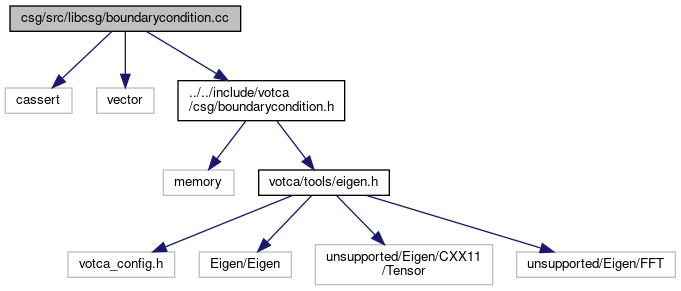 csg/src/libcsg/boundarycondition.cc
cassert
vector
../../include/votca
/csg/boundarycondition.h
memory
votca/tools/eigen.h
votca_config.h
Eigen/Eigen
unsupported/Eigen/CXX11
/Tensor
unsupported/Eigen/FFT